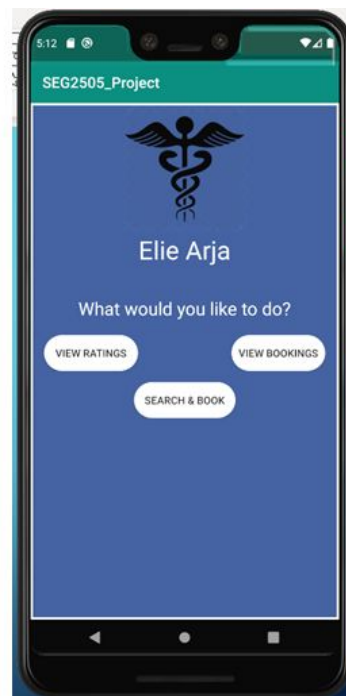 5:12
SEG2505_Project
Elie Arja
What would you like to do?
VIEW RATINGS
VIEW BOOKINGS
SEARCH & BOOK